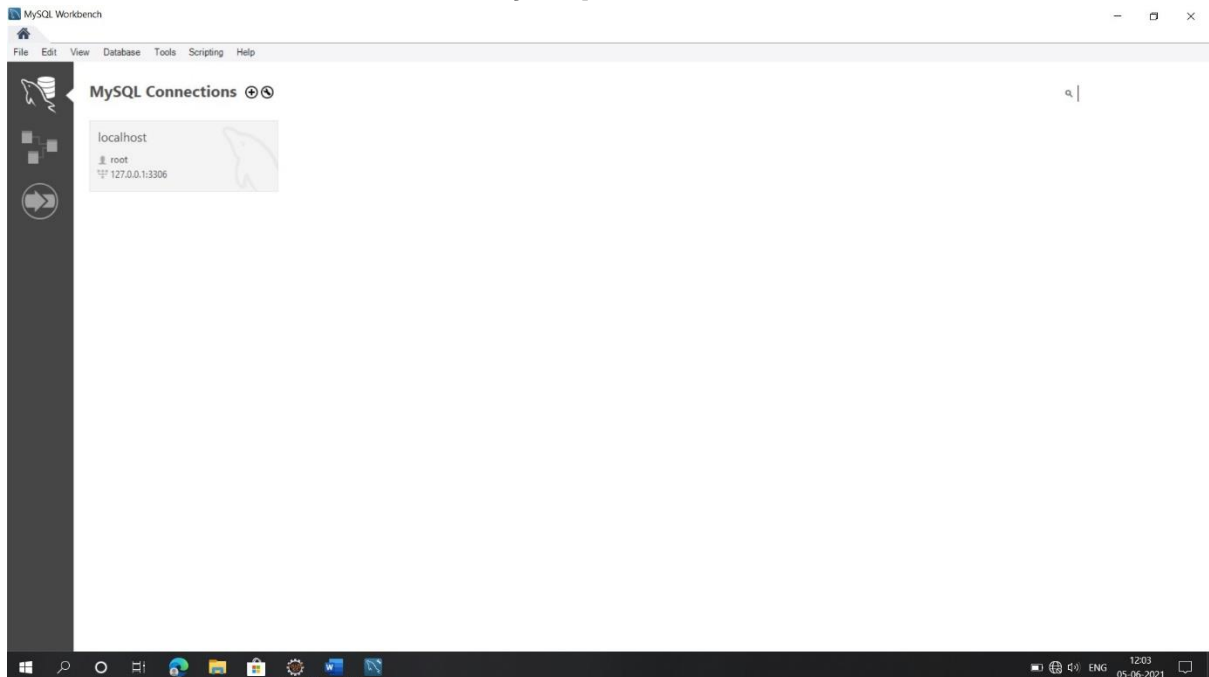 MySQL Workbench
File Edit View Database Tools Scripting Help
MySQL Connections
localhost
root
127.0.0.1:3306
ENG
12:03
05-06-2021